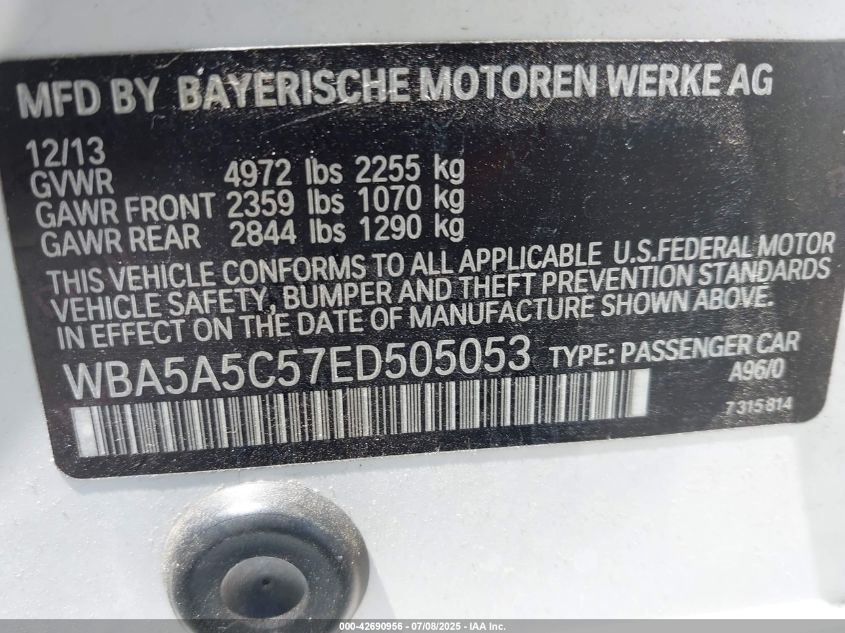 MFD BY BAYERISCHE MOTOREN WERKE AG
12/13
GVWR 4972 lbs 2255 kg
GAWR FRONT 2359 lbs 1070 kg
GAWR REAR 2844 lbs 1290 kg
THIS VEHICLE CONFORMS TO ALL APPLICABLE U.S.FEDERAL MOTOR
VEHICLE SAFETY, BUMPER AND THEFT PREVENTION STANDARDS
IN EFFECT ON THE DATE OF MANUFACTURE SHOWN ABOVE.
WBA5A5C57ED505053 TYPE: PASSENGER CAR
A96/0
7 315 814
000-42690956 - 07/08/2025 - IAA Inc.